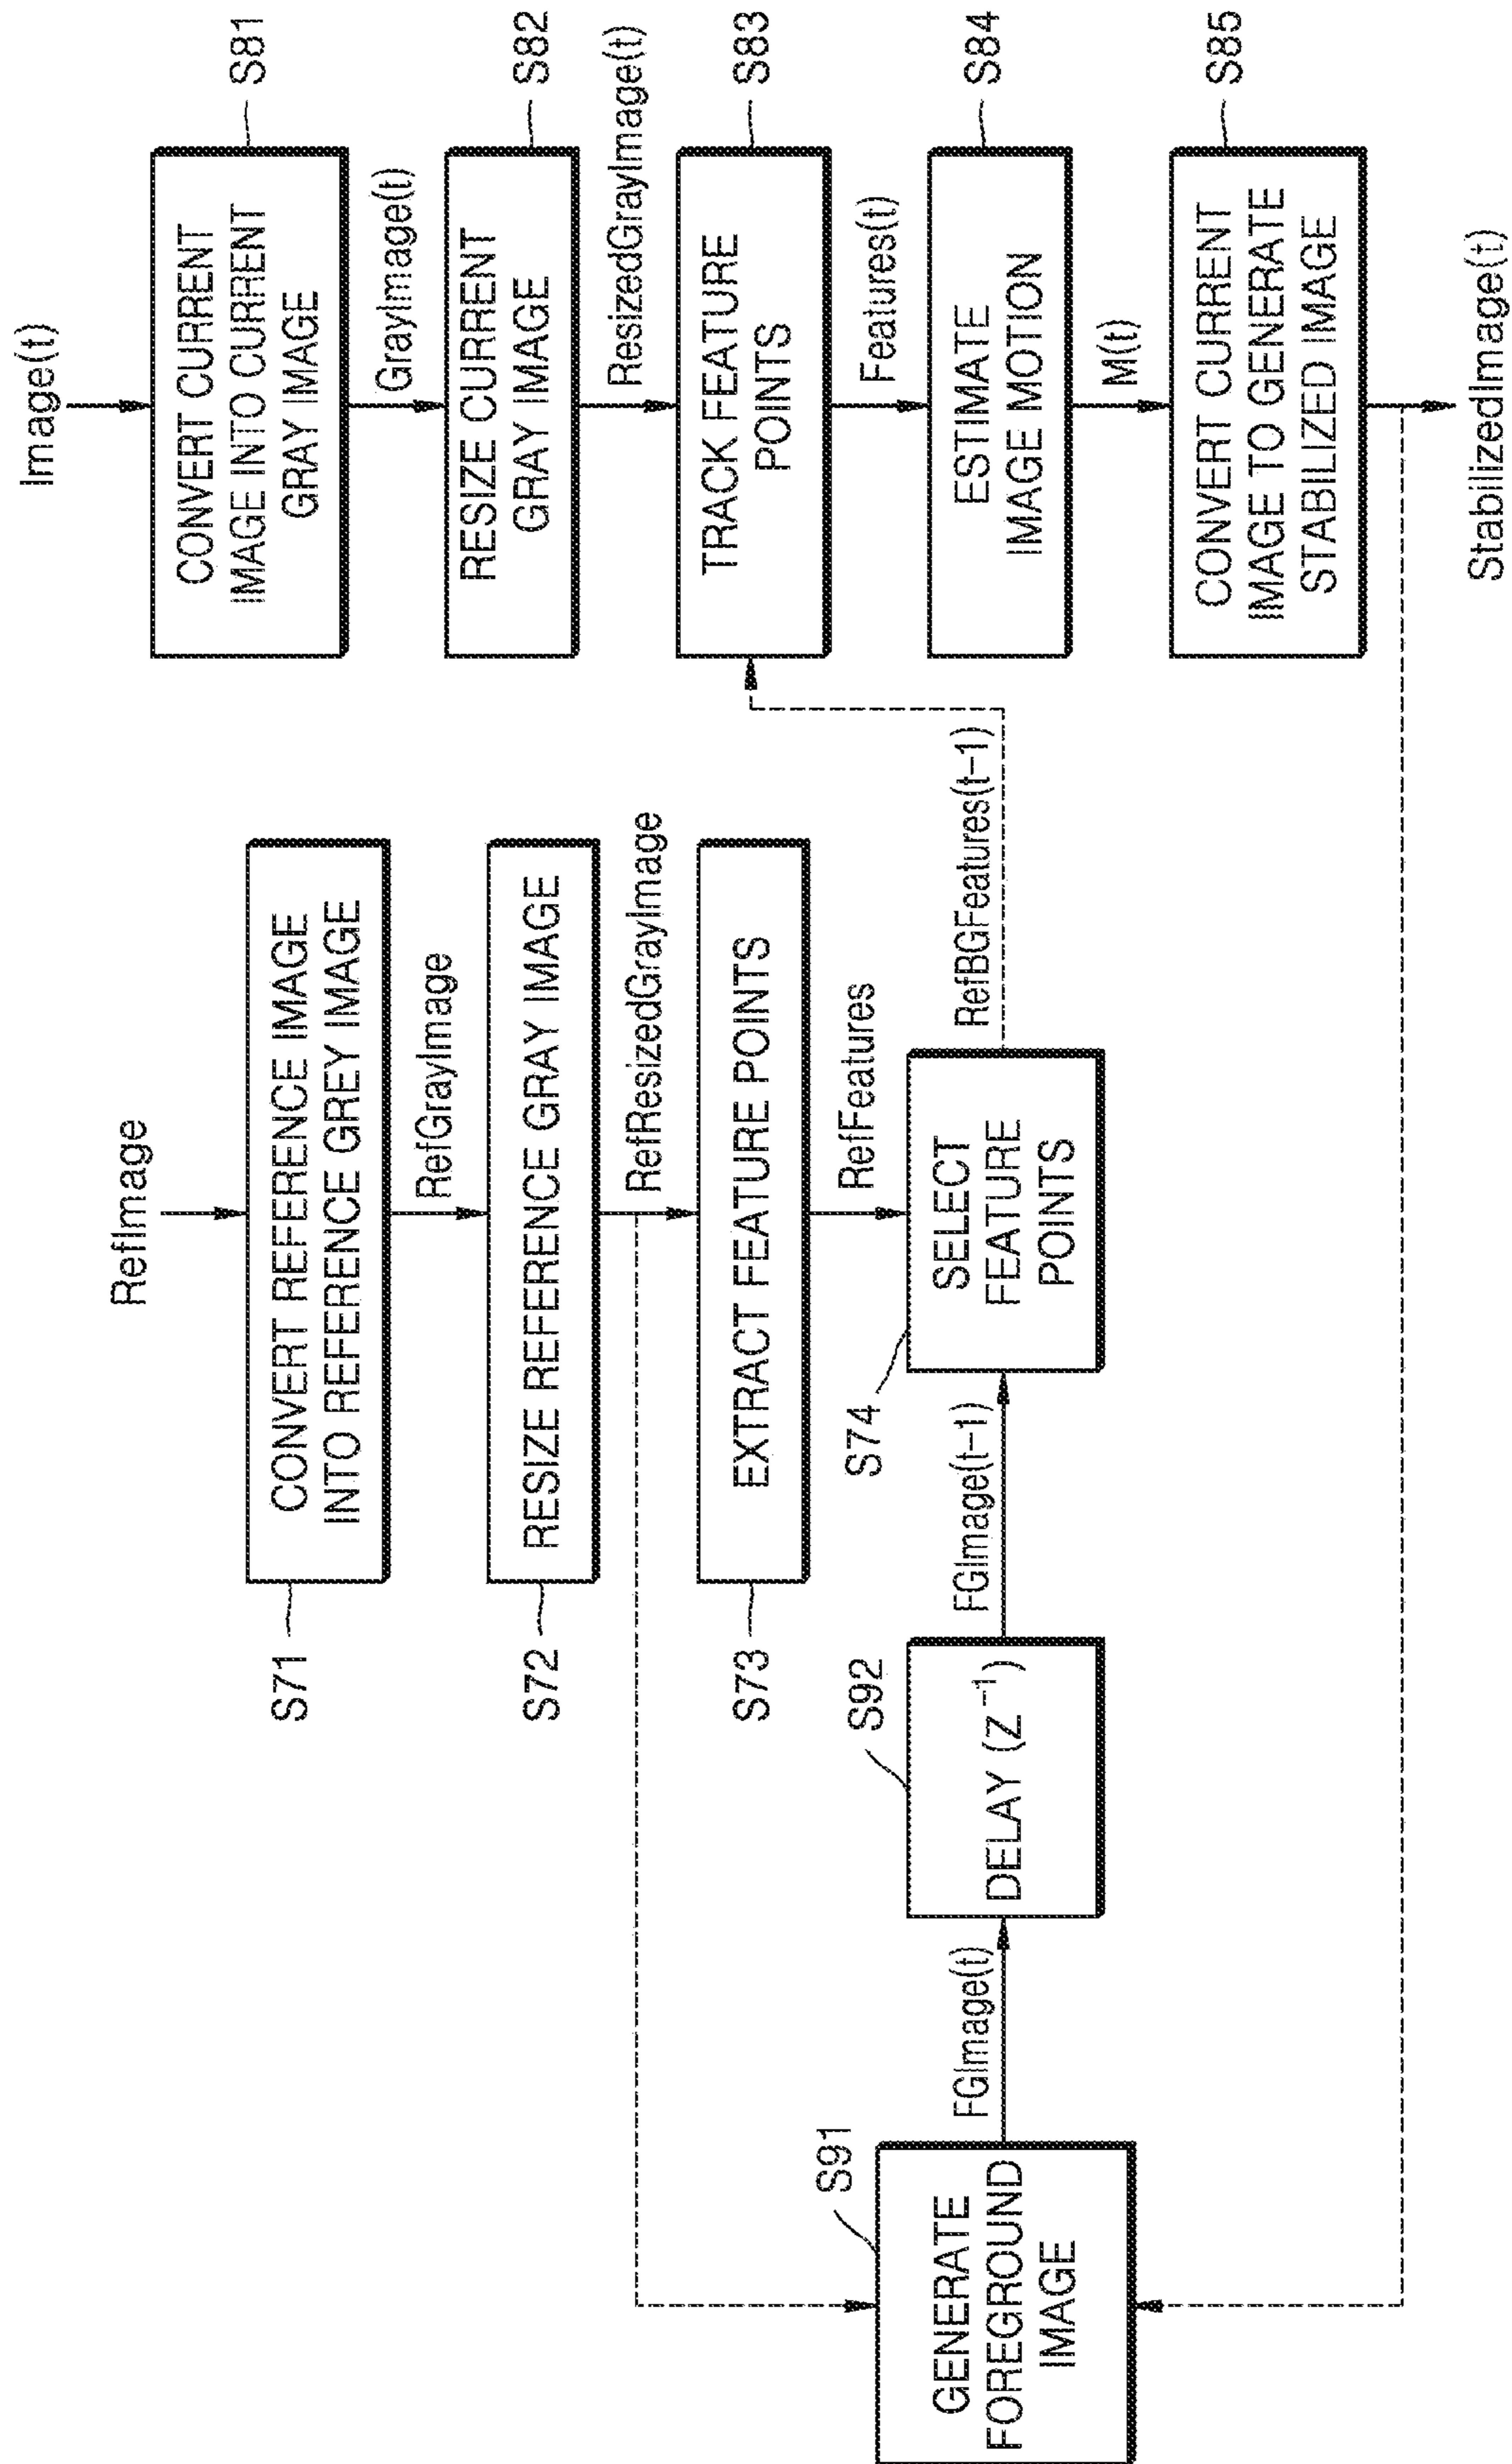 Image(t)
CONVERT CURRENT
IMAGE INTO CURRENT
GRAY IMAGE
S81
GrayImage(t)
RESIZE CURRENT
GRAY IMAGE
S82
ResizedGrayImage(t)
TRACK FEATURE
POINTS
S83
Features(t)
ESTIMATE
IMAGE MOTION
S84
M(t)
CONVERT CURRENT
IMAGE TO GENERATE
STABILIZED IMAGE
S85
StabilizedImage(t)
RefImage
S71
CONVERT REFERENCE IMAGE
INTO REFERENCE GREY IMAGE
RefGrayImage
S72
RESIZE REFERENCE GRAY IMAGE
RefResizedGrayImage
S73
EXTRACT FEATURE POINTS
RefFeatures
S74
SELECT
FEATURE
POINTS
RefBGFeatures(t-1)
S91
GENERATE
FOREGROUND
IMAGE
FGImage(t)
S92
DELAY (Z⁻¹)
FGImage(t-1)